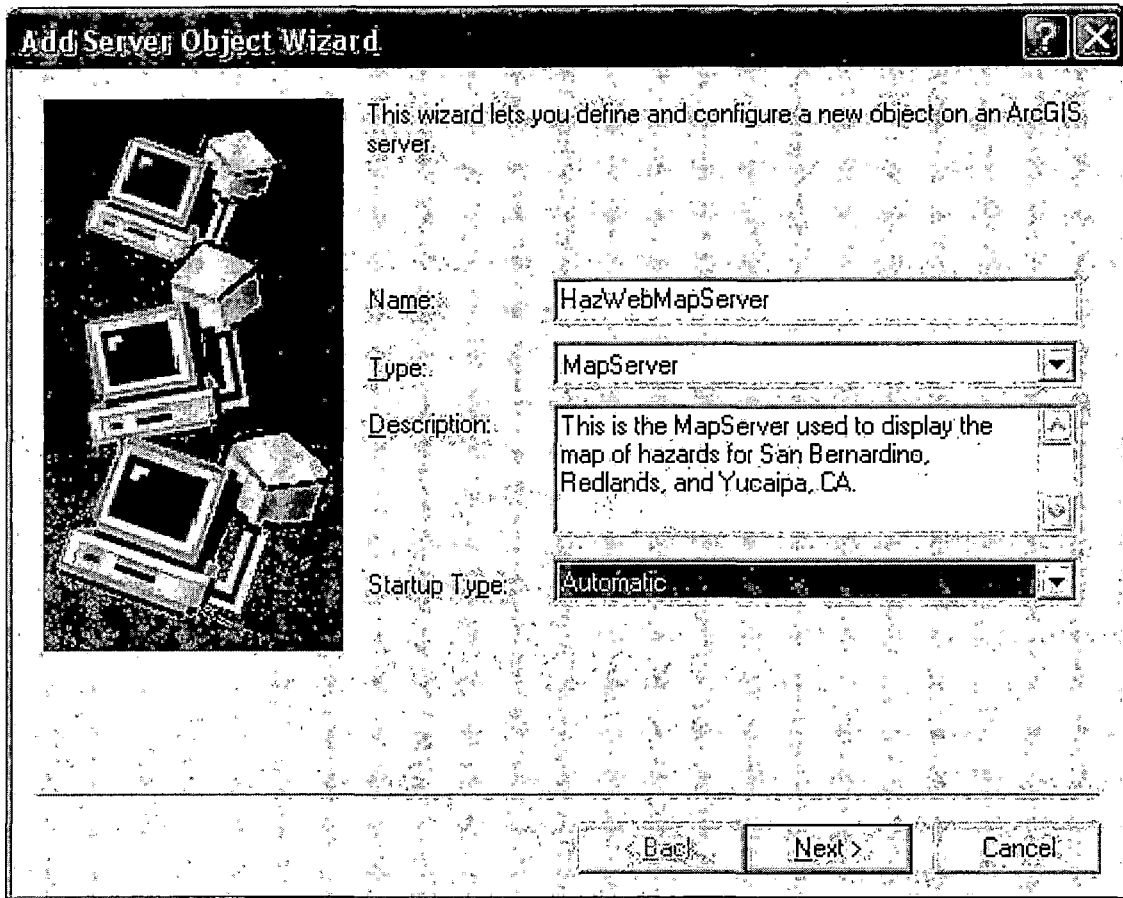 Add Server Object Wizard
This wizard lets you define and configure a new object on an ArcGIS
server.
Name: HazWebMapServer
Type: MapServer
Description: This is the MapServer used to display the
map of hazards for San Bernardino,
Redlands, and Yucaipa, CA.
Startup Type: Automatic
< Back Next > Cancel